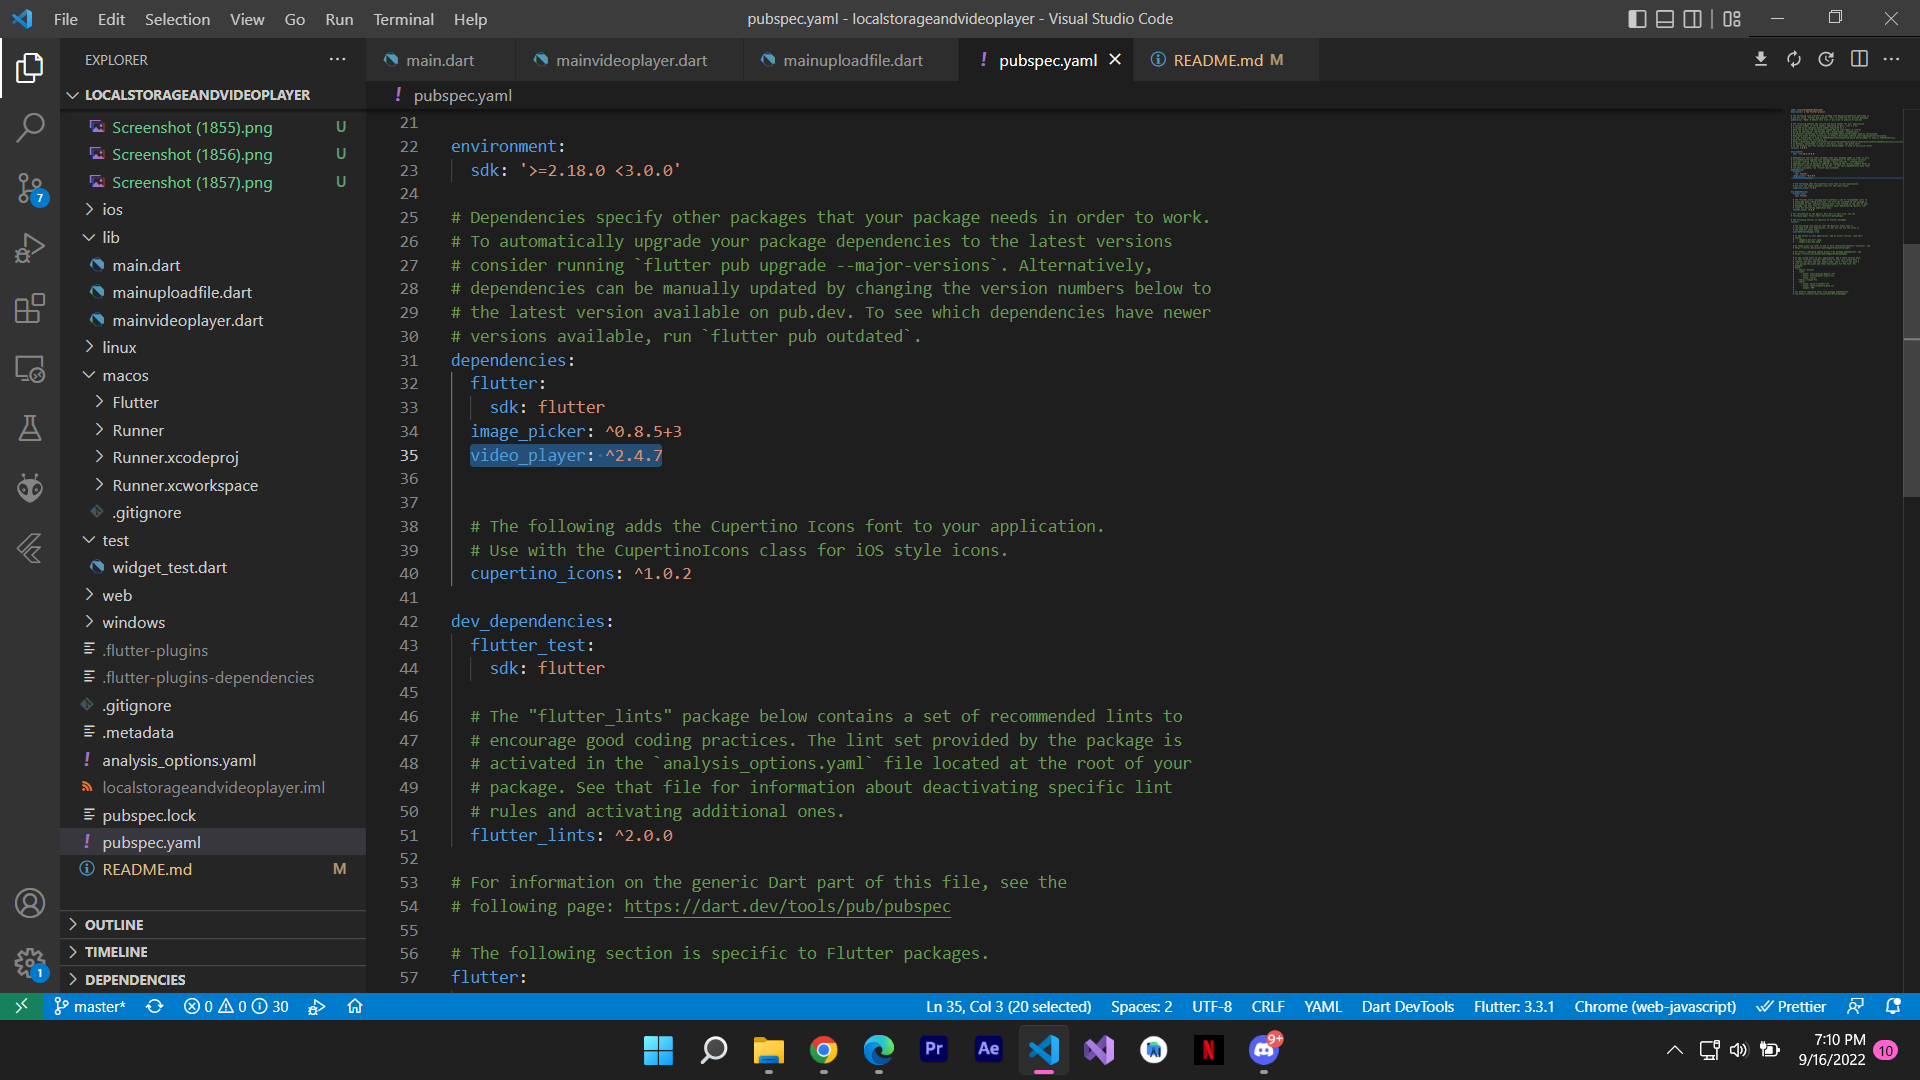 File Edit Selection View Go Run Terminal Help
pubspec.yaml - localstorageandvideoplayer - Visual Studio Code
EXPLORER
LOCALSTORAGEANDVIDEOPLAYER
Screenshot (1855).png U
Screenshot (1856).png U
Screenshot (1857).png U
ios
lib
main.dart
mainuploadfile.dart
mainvideoplayer.dart
linux
macos
Flutter
Runner
Runner.xcodeproj
Runner.xcworkspace
.gitignore
test
widget_test.dart
web
windows
.flutter-plugins
.flutter-plugins-dependencies
.gitignore
.metadata
analysis_options.yaml
localstorageandvideoplayer.iml
pubspec.lock
! pubspec.yaml
README.md M
OUTLINE
TIMELINE
DEPENDENCIES
7
1
main.dart
mainvideoplayer.dart
mainuploadfile.dart
! pubspec.yaml
README.md M
! pubspec.yaml
21
22 environment:
23 sdk: '>=2.18.0 <3.0.0'
24
25 # Dependencies specify other packages that your package needs in order to work.
26 # To automatically upgrade your package dependencies to the latest versions
27 # consider running `flutter pub upgrade --major-versions`. Alternatively,
28 # dependencies can be manually updated by changing the version numbers below to
29 # the latest version available on pub.dev. To see which dependencies have newer
30 # versions available, run `flutter pub outdated`.
31 dependencies:
32 flutter:
33 sdk: flutter
34 image_picker: ^0.8.5+3
35 video_player: ^2.4.7
36
37
38 # The following adds the Cupertino Icons font to your application.
39 # Use with the CupertinoIcons class for iOS style icons.
40 cupertino_icons: ^1.0.2
41
42 dev_dependencies:
43 flutter_test:
44 sdk: flutter
45
46 # The "flutter_lints" package below contains a set of recommended lints to
47 # encourage good coding practices. The lint set provided by the package is
48 # activated in the `analysis_options.yaml` file located at the root of your
49 # package. See that file for information about deactivating specific lint
50 # rules and activating additional ones.
51 flutter_lints: ^2.0.0
52
53 # For information on the generic Dart part of this file, see the
54 # following page: https://dart.dev/tools/pub/pubspec
55
56 # The following section is specific to Flutter packages.
57 flutter:
master* 0 0 30
Ln 35, Col 3 (20 selected) Spaces: 2 UTF-8 CRLF YAML Dart DevTools Flutter: 3.3.1 Chrome (web-javascript) Prettier
Pr
Ae
N
9+
7:10 PM
9/16/2022
10